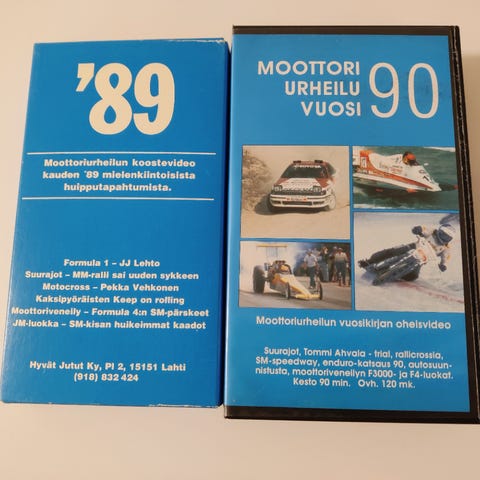 '89
Moottoriurheilun koostevideo
kauden '89 mielenkiintoisista
huipputapahtumista.
Formula 1 – JJ Lehto
Suurajot – MM-ralli sai uuden sykkeen
Motocross – Pekka Vehkonen
Kaksipyöräisten Keep on rolling
Moottoriveneily – Formula 4:n SM-pärskeet
JM-luokka – SM-kisan huikeimmat kaadot
Hyvät Jutut Ky, Pl 2, 15151 Lahti
(918) 832 424
MOOTTORI
URHEILU
VUOSI
90
Moottoriurheilun vuosikirjan oheisvideo
Suurajot, Tommi Ahvala - trial, rallicrossia,
SM-speedway, enduro-katsaus 90, autosuun-
nistusta, moottoriveneilyn F3000- ja F4-luokat.
Kesto 90 min. Ovh. 120 mk.